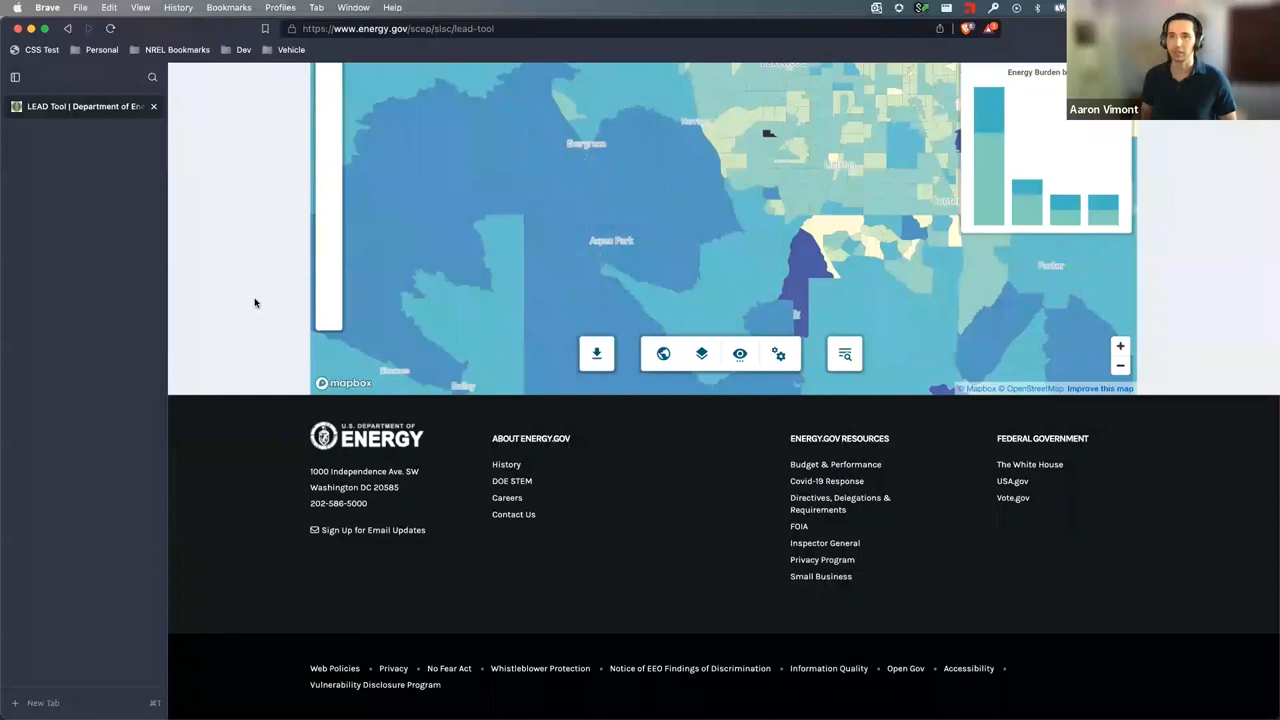 Brave File Edit View History Bookmarks Profiles Tab Window Help
https://www.energy.gov/scep/slsc/lead-tool
CSS Test Personal NREL Bookmarks Dev Vehicle
LEAD Tool | Department of Ene
Energy Burden b
Aaron Vimont
Lakewood
Evergreen
Aspen Park
Littleton
Parker
Bailey
mapbox
© Mapbox © OpenStreetMap Improve this map
U.S. DEPARTMENT OF
ENERGY
1000 Independence Ave. SW
Washington DC 20585
202-586-5000
Sign Up for Email Updates
ABOUT ENERGY.GOV
History
DOE STEM
Careers
Contact Us
ENERGY.GOV RESOURCES
Budget & Performance
Covid-19 Response
Directives, Delegations &
Requirements
FOIA
Inspector General
Privacy Program
Small Business
FEDERAL GOVERNMENT
The White House
USA.gov
Vote.gov
Web Policies • Privacy • No Fear Act • Whistleblower Protection • Notice of EEO Findings of Discrimination • Information Quality • Open Gov • Accessibility •
Vulnerability Disclosure Program
New Tab ⌘T